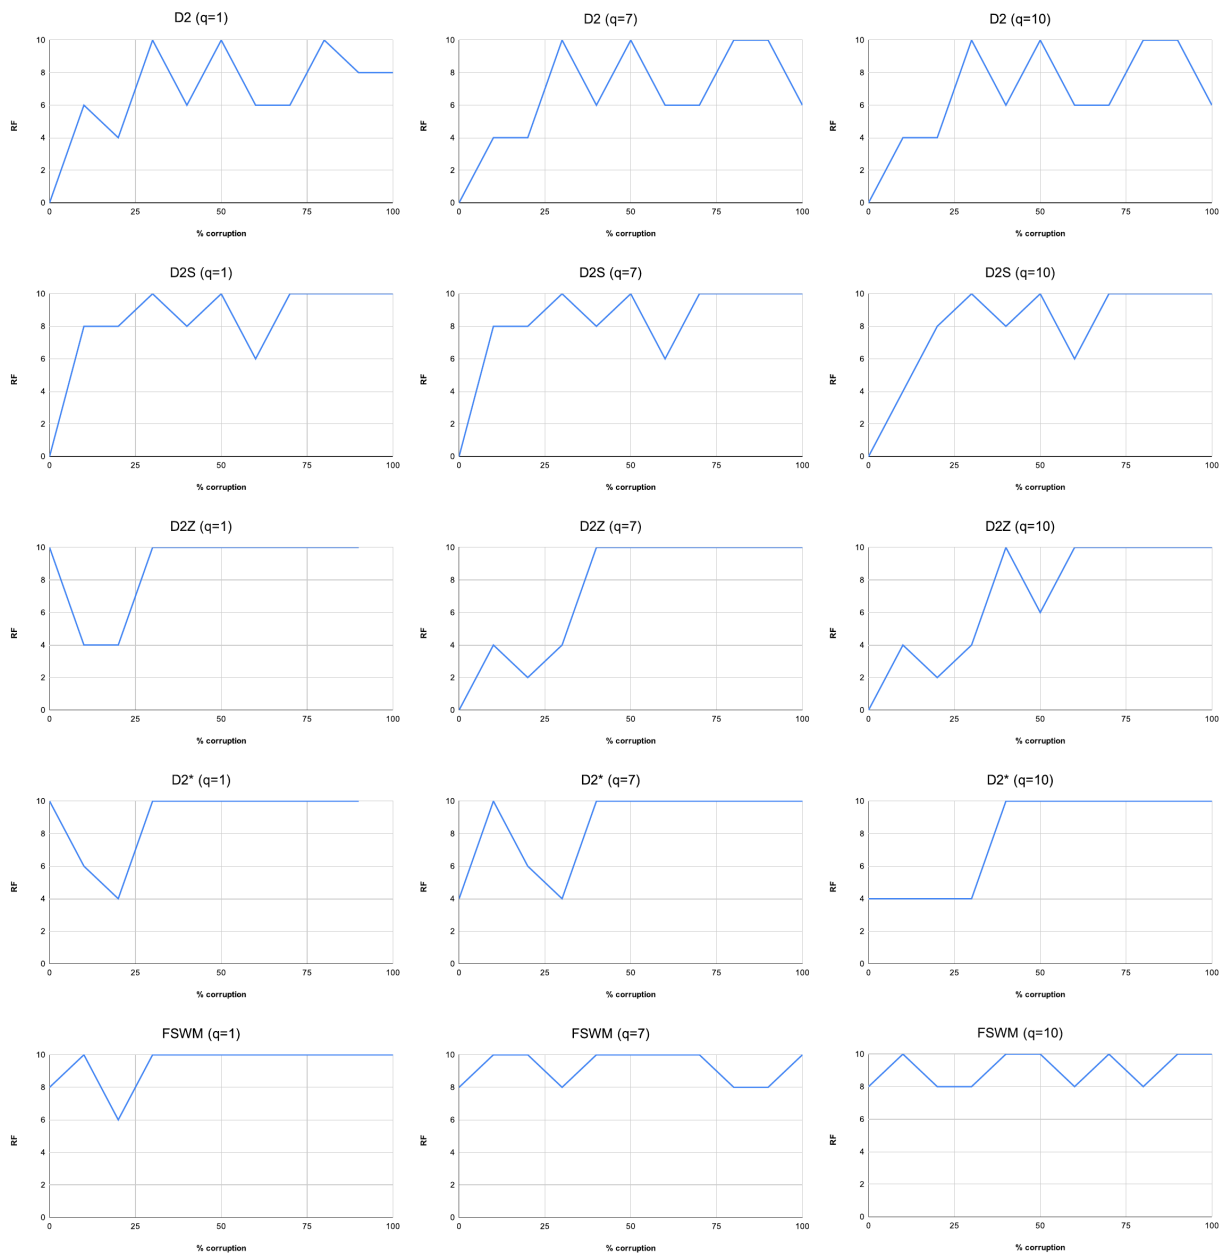 D2 (q=1)
D2 (q=7)
D2 (q=10)
10
8
6
4
2
0
RF
0 25 50 75 100
% corruption
10
8
6
4
2
0
RF
0 25 50 75 100
% corruption
10
8
6
4
2
0
RF
0 25 50 75 100
% corruption
D2S (q=1)
D2S (q=7)
D2S (q=10)
10
8
6
4
2
0
RF
0 25 50 75 100
% corruption
10
8
6
4
2
0
RF
0 25 50 75 100
% corruption
10
8
6
4
2
0
RF
0 25 50 75 100
% corruption
D2Z (q=1)
D2Z (q=7)
D2Z (q=10)
10
8
6
4
2
0
RF
0 25 50 75 100
% corruption
10
8
6
4
2
0
RF
0 25 50 75 100
% corruption
10
8
6
4
2
0
RF
0 25 50 75 100
% corruption
D2* (q=1)
D2* (q=7)
D2* (q=10)
10
8
6
4
2
0
RF
0 25 50 75 100
% corruption
10
8
6
4
2
0
RF
0 25 50 75 100
% corruption
10
8
6
4
2
0
RF
0 25 50 75 100
% corruption
FSWM (q=1)
FSWM (q=7)
FSWM (q=10)
10
8
6
4
2
0
RF
0 25 50 75 100
% corruption
10
8
6
4
2
0
RF
0 25 50 75 100
% corruption
10
8
6
4
2
0
RF
0 25 50 75 100
% corruption